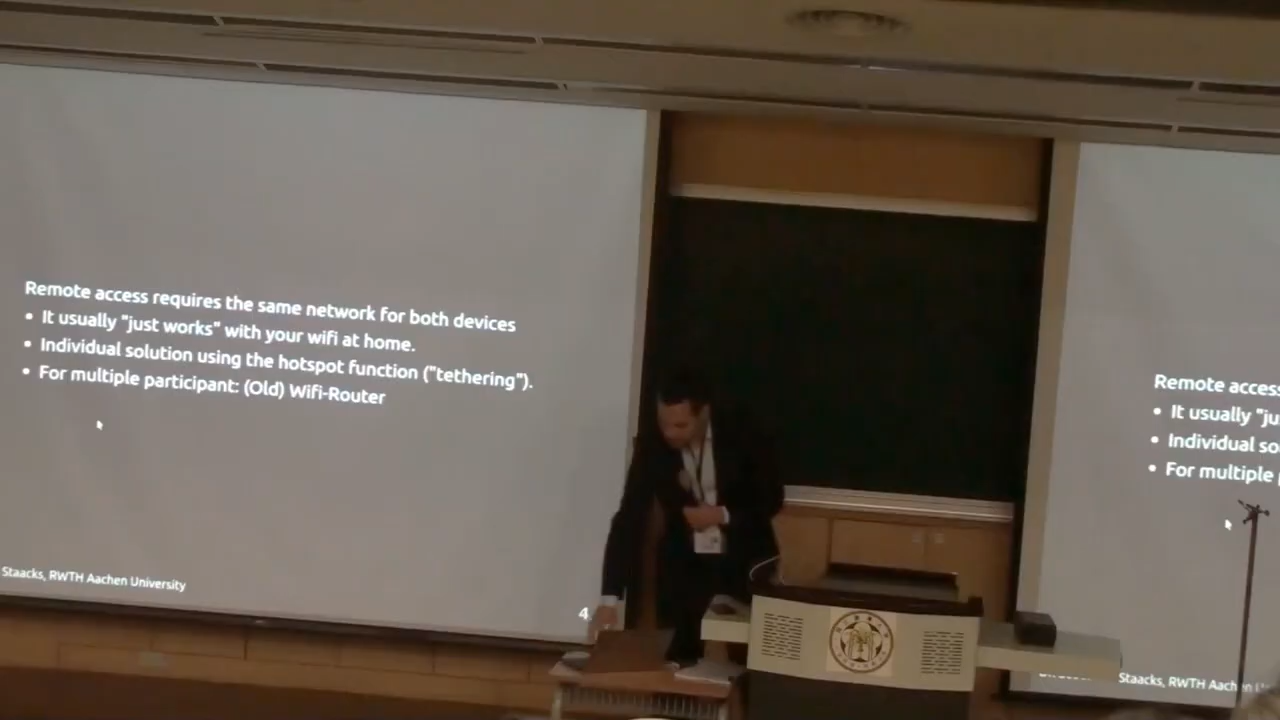 Remote access requires the same network for both devices
• It usually "just works" with your wifi at home.
• Individual solution using the hotspot function ("tethering").
• For multiple participant: (Old) Wifi-Router
Staacks, RWTH Aachen University
4
Remote access
• It usually "ju
• Individual so
• For multiple
Staacks, RWTH Aachen